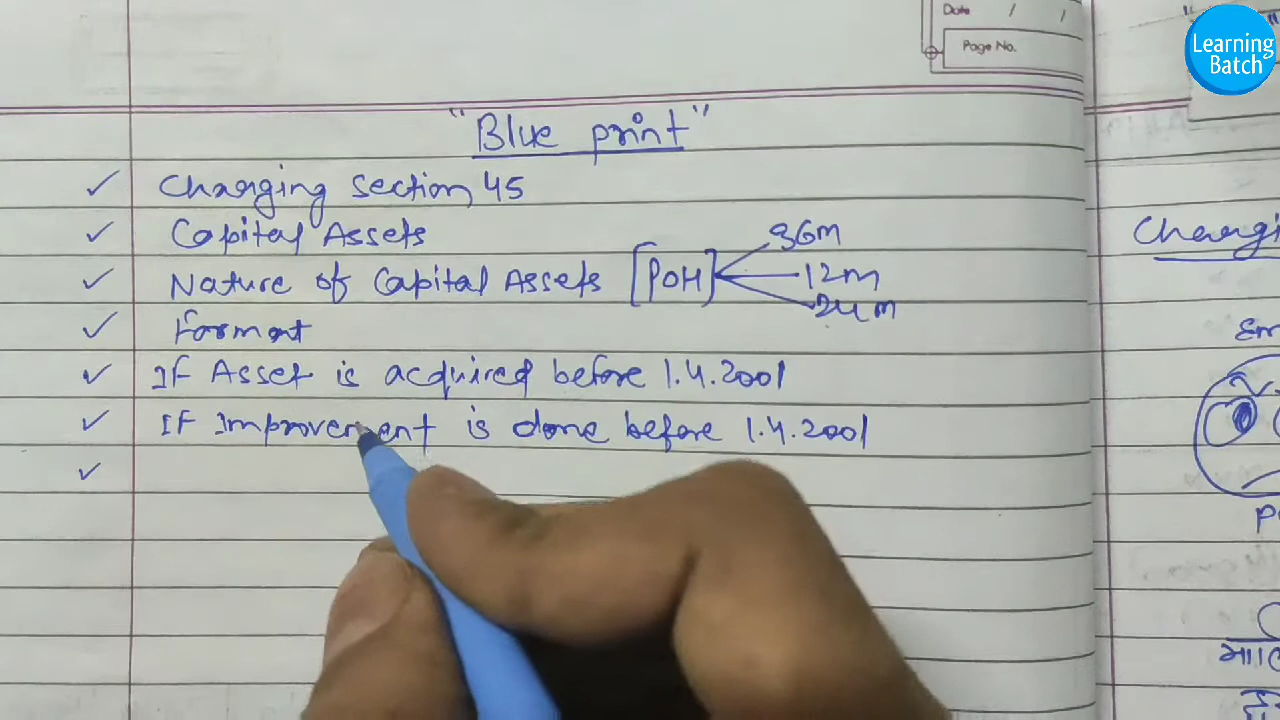 Date / /
Page No.
Learning
Batch
"Blue print"
✓ Charging Section 45
✓ Capital Assets
✓ Nature of Capital Assets [POH]
36m
12m
24m
✓ Format
✓ If Asset is acquired before 1.4.2001
✓ If Improvement is done before 1.4.2001
✓